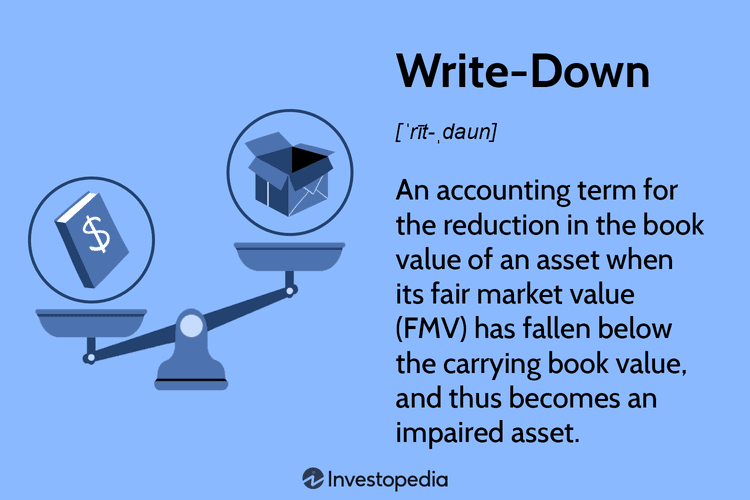 Write-Down
[ˈrīt-ˌdaun]
An accounting term for
the reduction in the book
value of an asset when
its fair market value
(FMV) has fallen below
the carrying book value,
and thus becomes an
impaired asset.
$
Investopedia